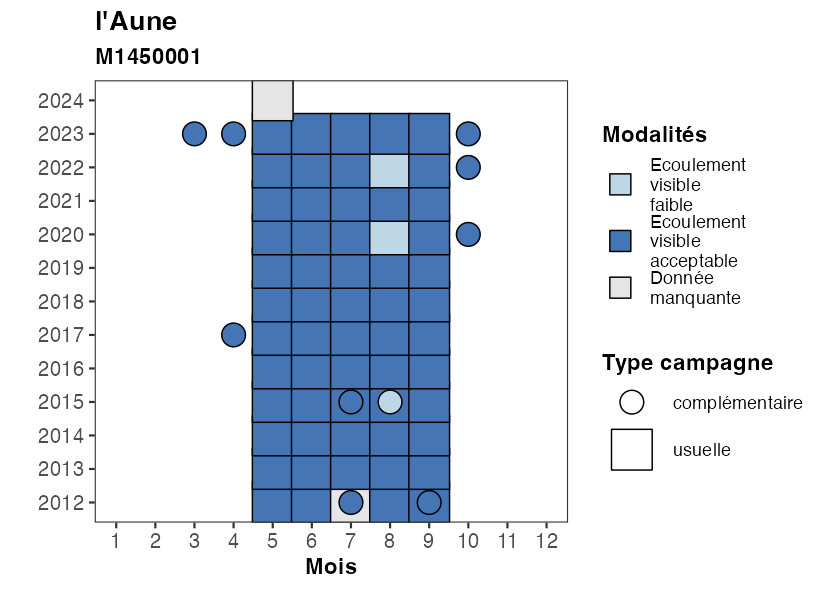 l'Aune
M1450001
2024
2023
2022
2021
2020
2019
2018
2017
2016
2015
2014
2013
2012
1 2 3 4 5 6 7 8 9 10 11 12
Mois
Modalités
Ecoulement
visible
faible
Ecoulement
visible
acceptable
Donnée
manquante
Type campagne
complémentaire
usuelle